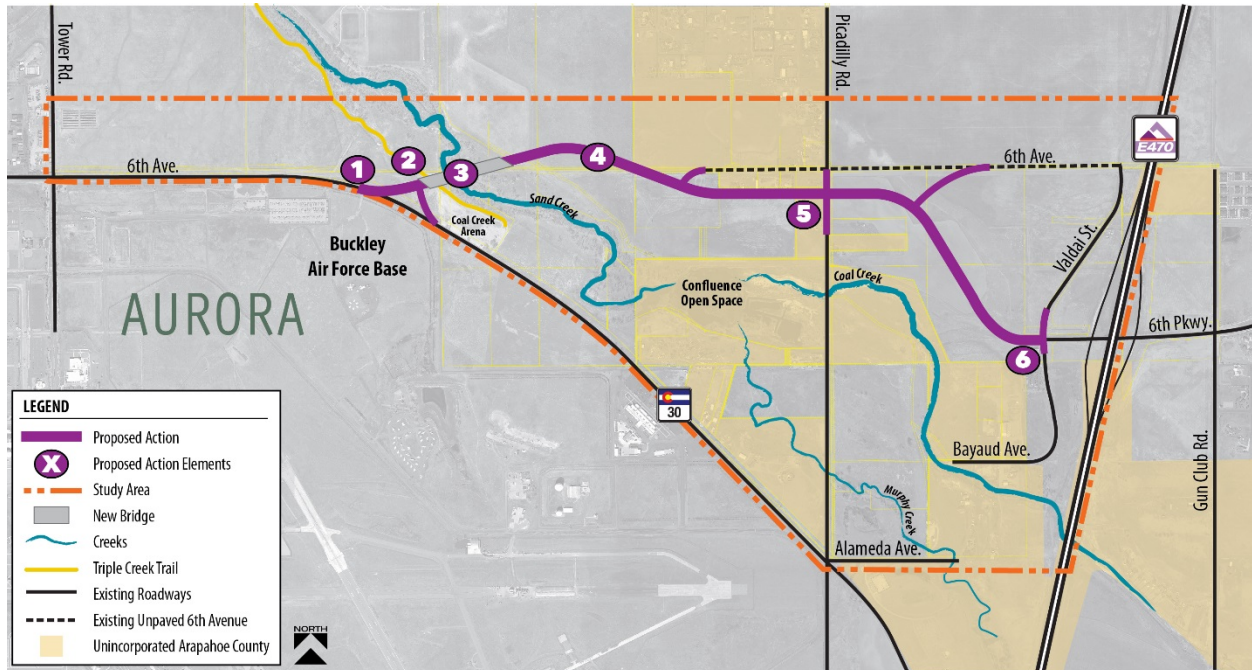 Tower Rd.
Picadilly Rd.
E470
6th Ave.
1
2
3
4
6th Ave.
5
Sand Creek
Coal Creek
Arena
Buckley
Air Force Base
Valdai St.
AURORA
Confluence
Open Space
Coal Creek
6th Pkwy.
6
30
Gun Club Rd.
Bayaud Ave.
Murphy Creek
Alameda Ave.
LEGEND
Proposed Action
X
Proposed Action Elements
Study Area
New Bridge
Creeks
Triple Creek Trail
Existing Roadways
Existing Unpaved 6th Avenue
Unincorporated Arapahoe County
NORTH